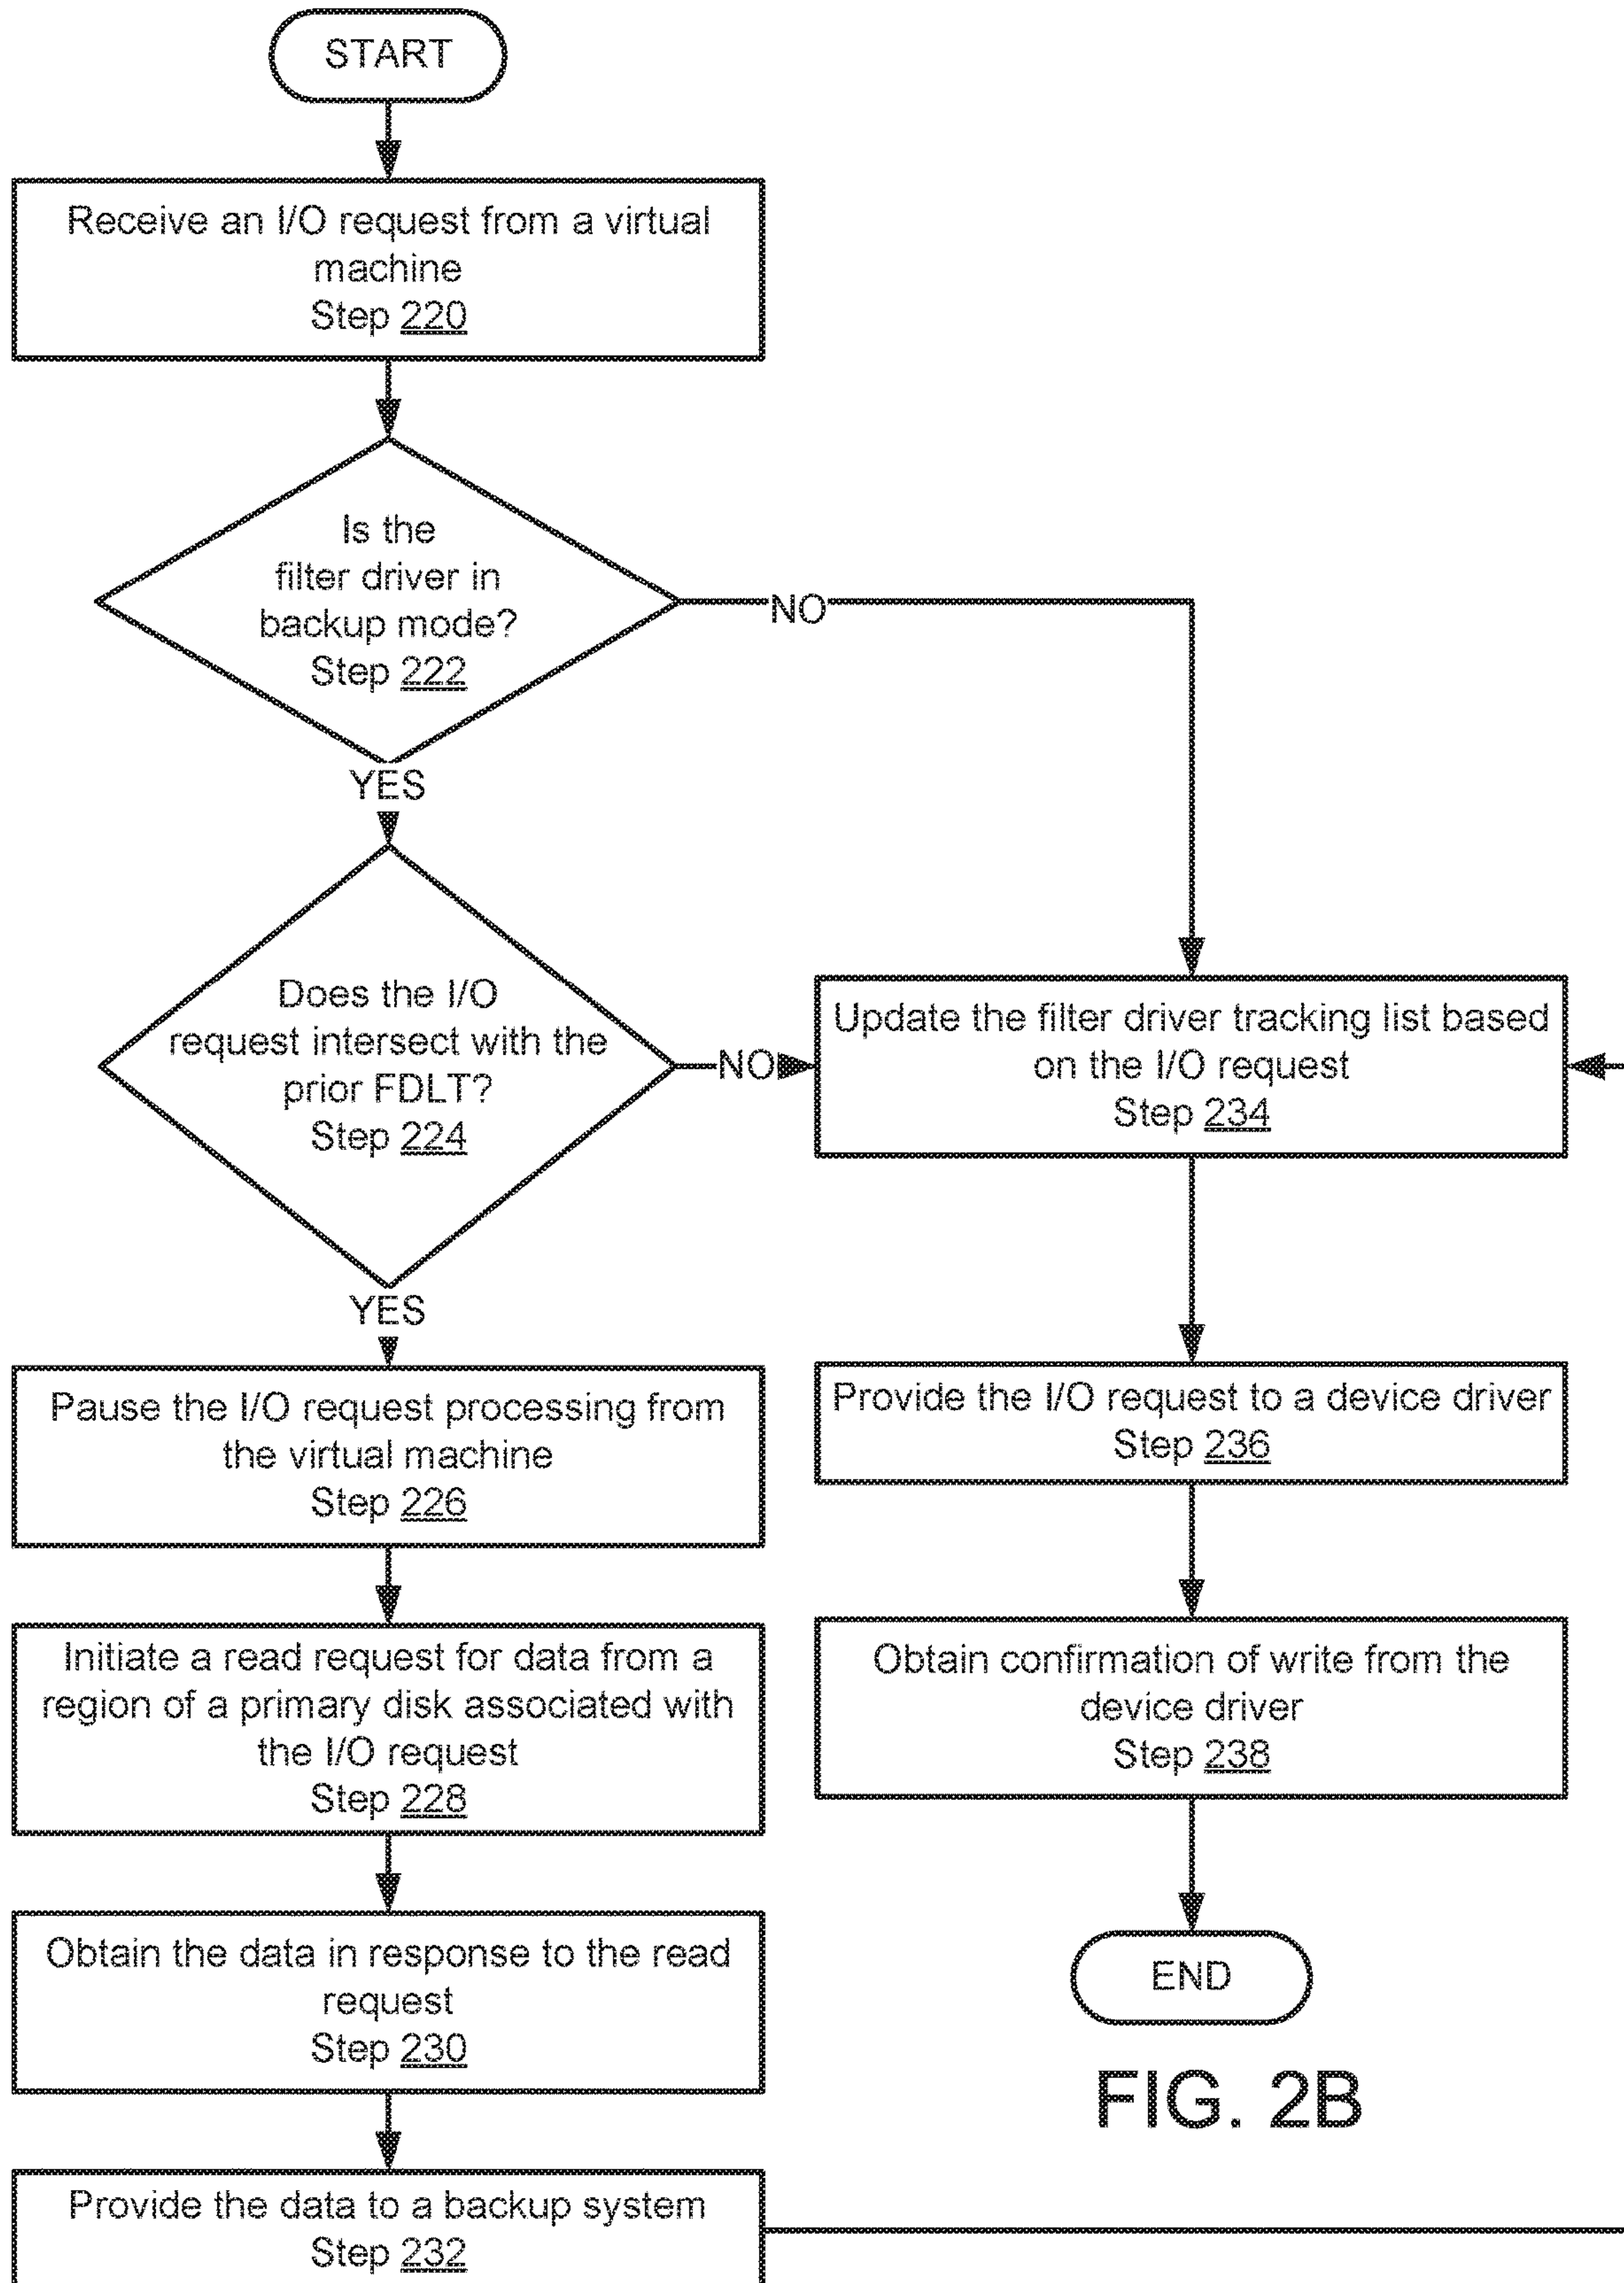 START
Receive an I/O request from a virtual
machine
Step 220
Is the
filter driver in
backup mode?
Step 222
NO
YES
Does the I/O
request intersect with the
prior FDLT?
Step 224
NO
YES
Update the filter driver tracking list based
on the I/O request
Step 234
Pause the I/O request processing from
the virtual machine
Step 226
Provide the I/O request to a device driver
Step 236
Initiate a read request for data from a
region of a primary disk associated with
the I/O request
Step 228
Obtain confirmation of write from the
device driver
Step 238
Obtain the data in response to the read
request
Step 230
END
FIG. 2B
Provide the data to a backup system
Step 232